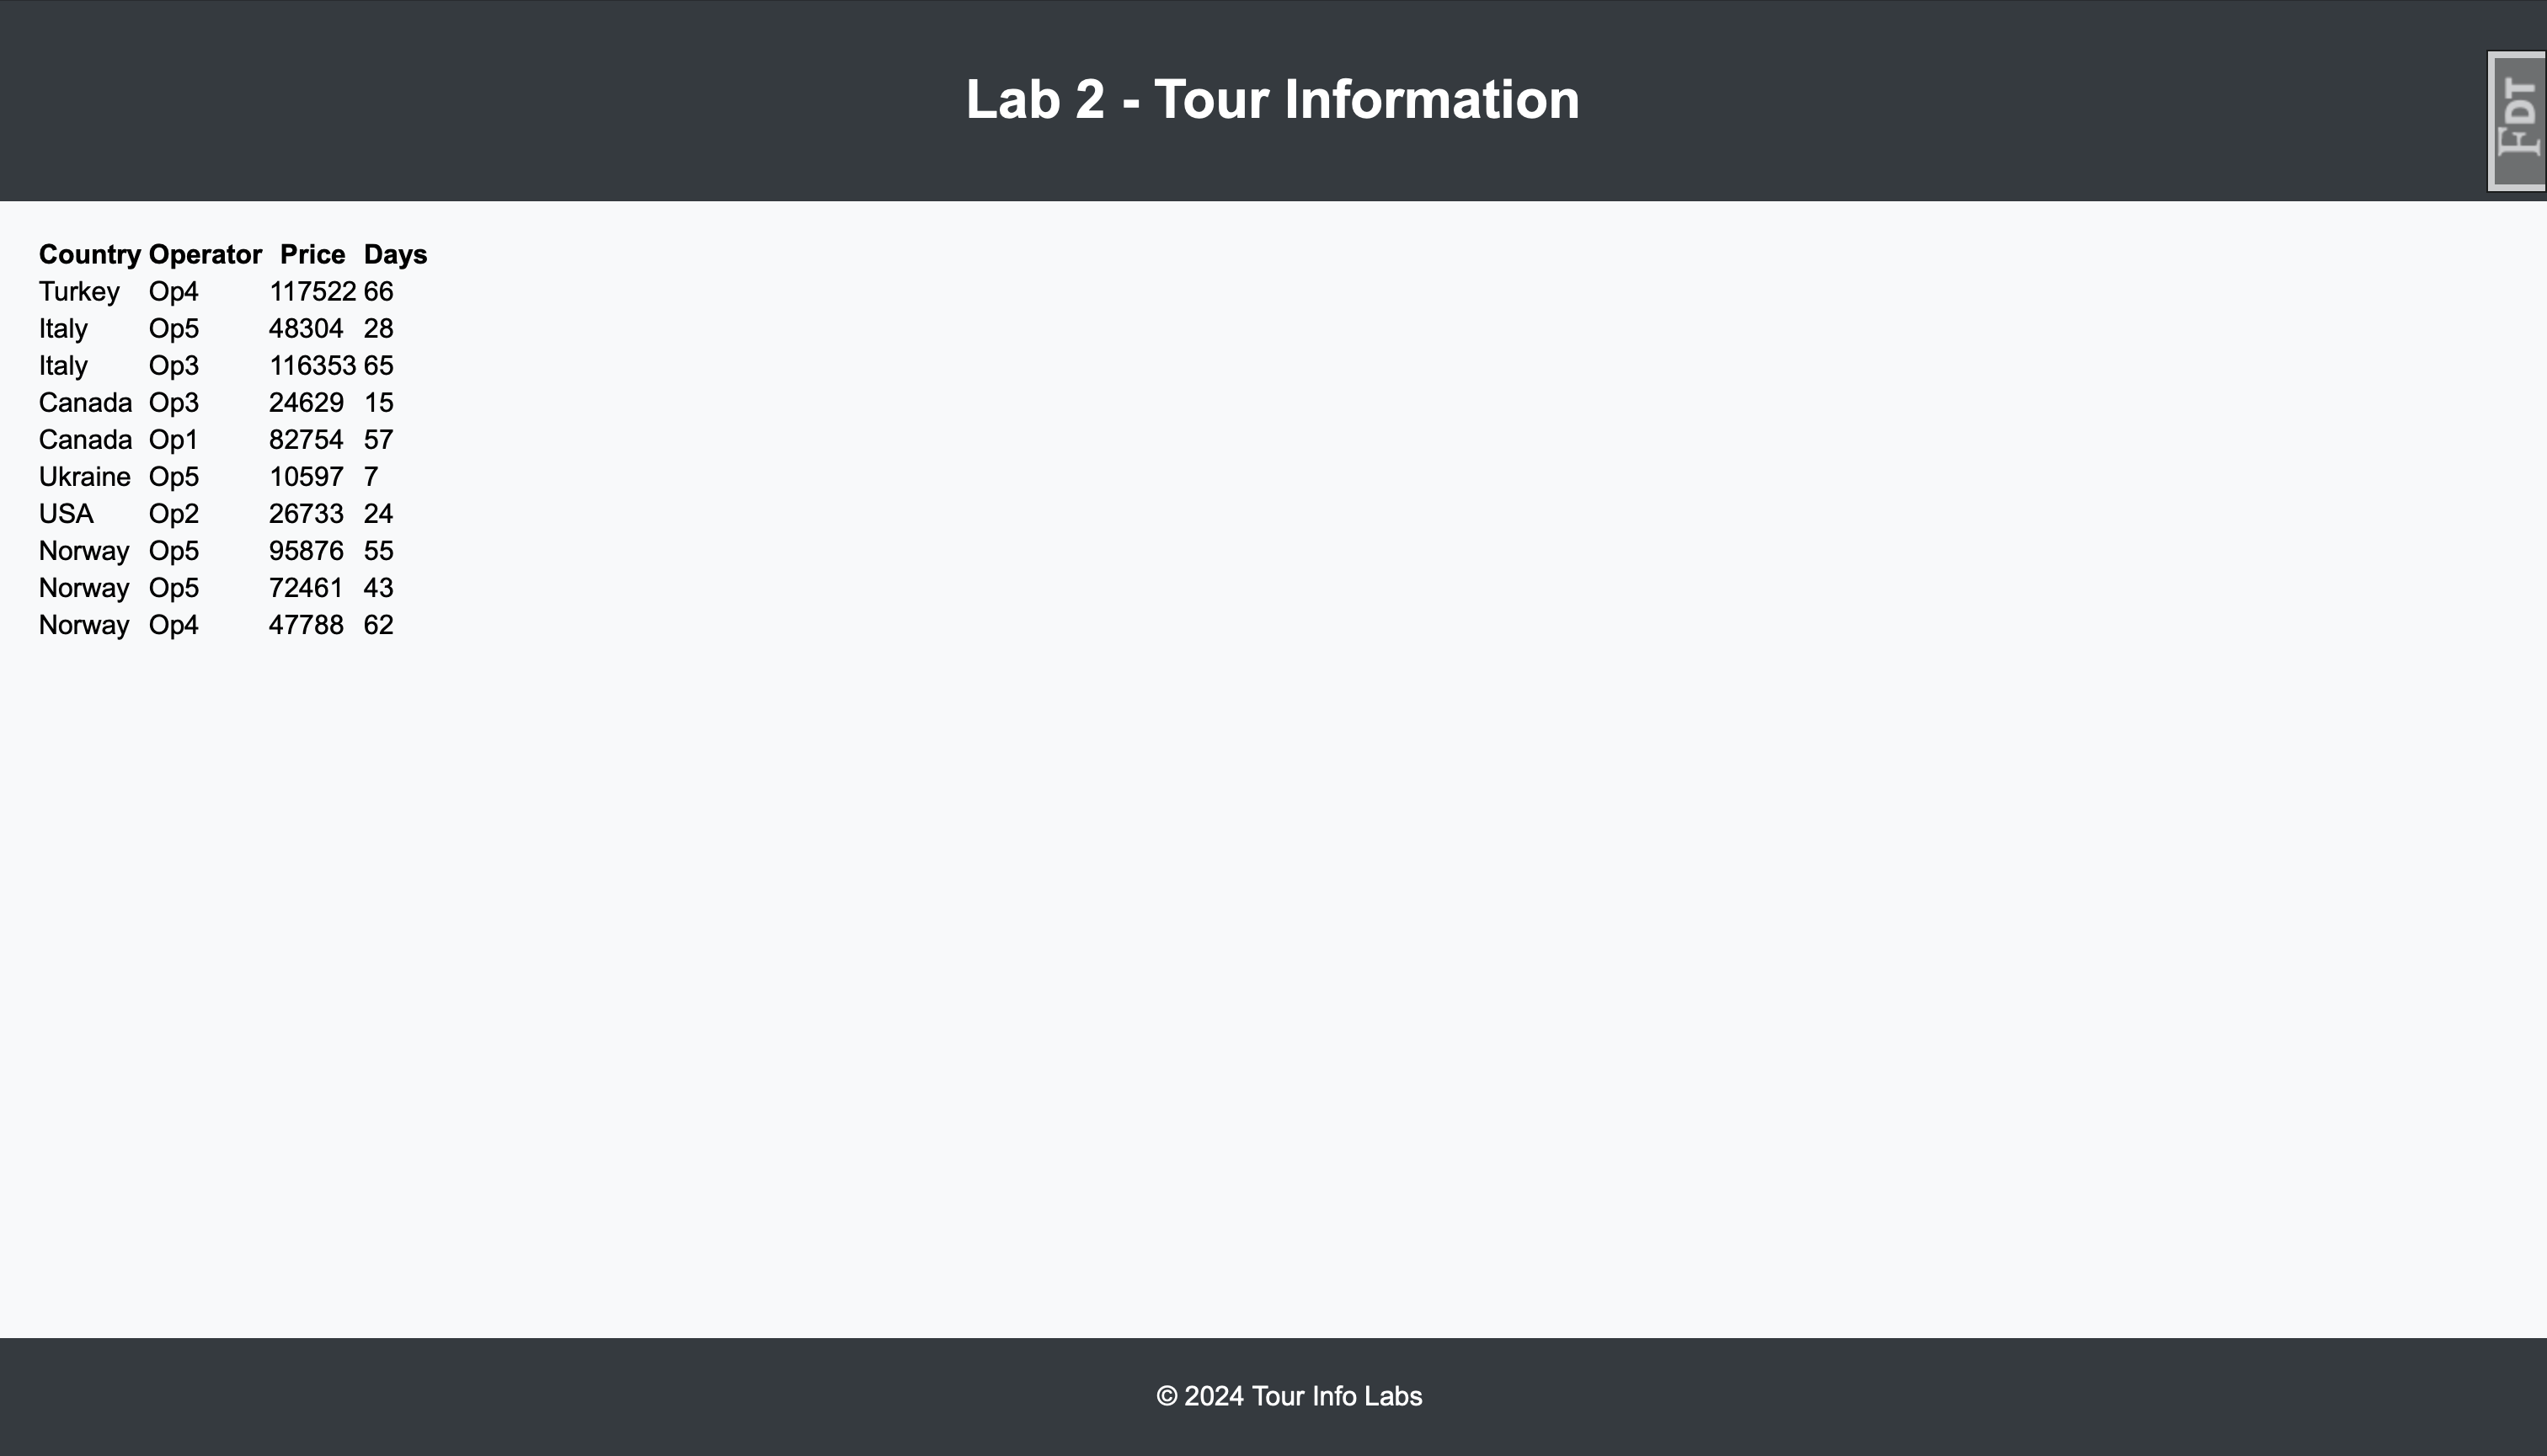 Lab 2 - Tour Information
FDT
Country Operator Price Days
Turkey Op4 117522 66
Italy Op5 48304 28
Italy Op3 116353 65
Canada Op3 24629 15
Canada Op1 82754 57
Ukraine Op5 10597 7
USA Op2 26733 24
Norway Op5 95876 55
Norway Op5 72461 43
Norway Op4 47788 62
© 2024 Tour Info Labs